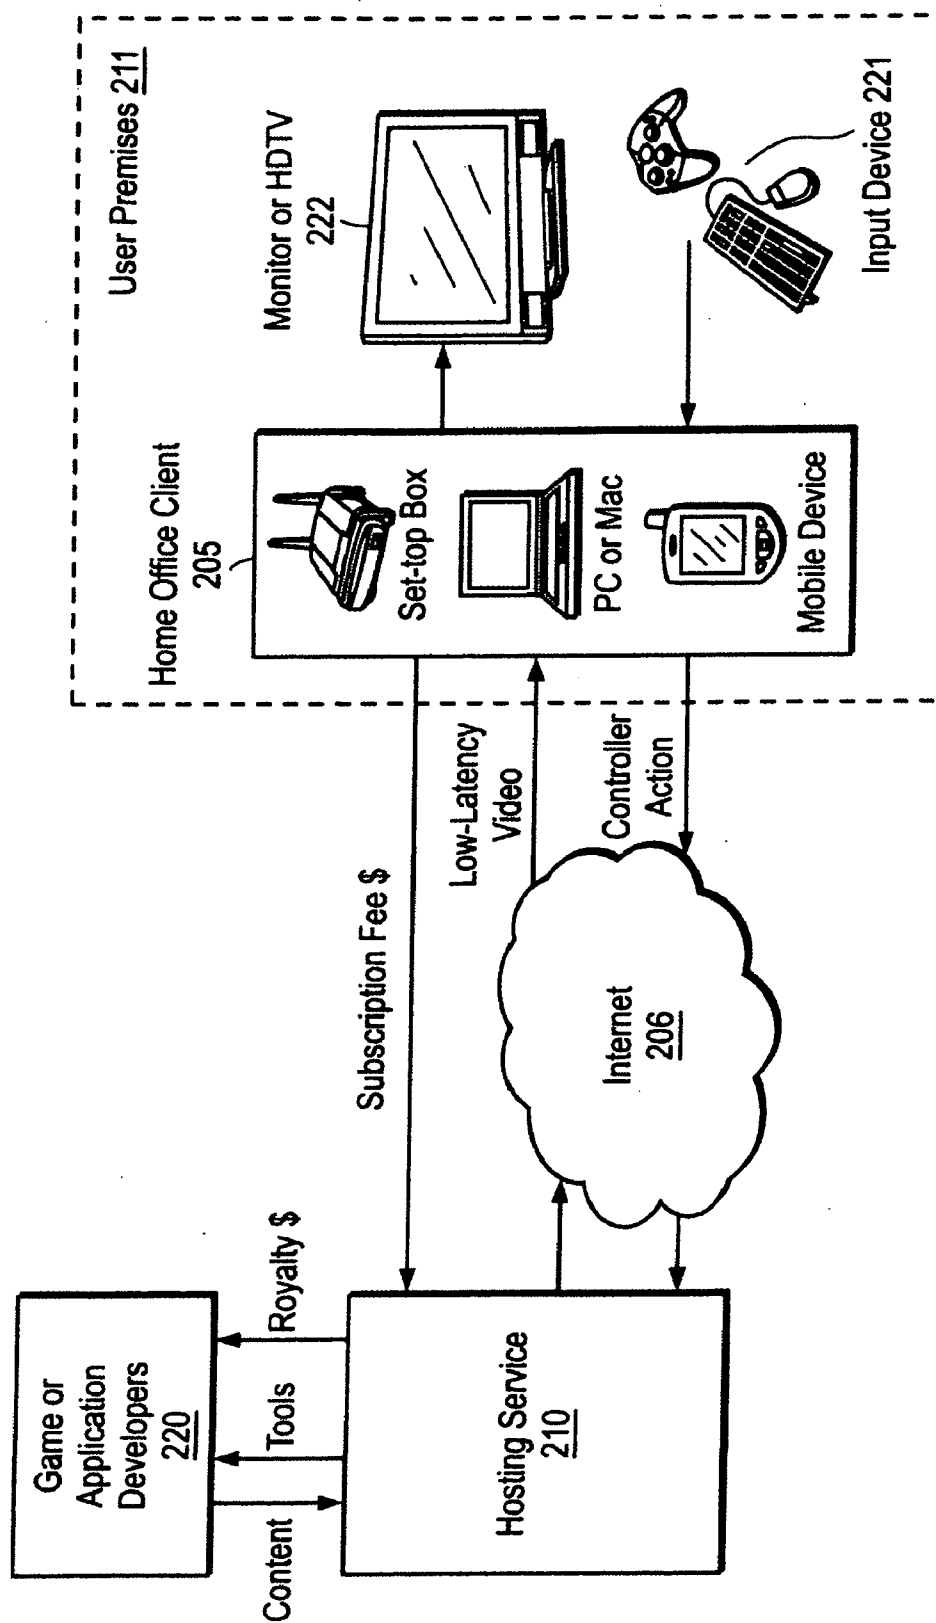 Game or
Application
Developers
220
Content
Tools
Royalty $
Hosting Service
210
Subscription Fee $
Internet
206
Low-Latency
Video
Controller
Action
Home Office Client
205
Set-top Box
PC or Mac
Mobile Device
User Premises 211
Monitor or HDTV
222
Input Device 221